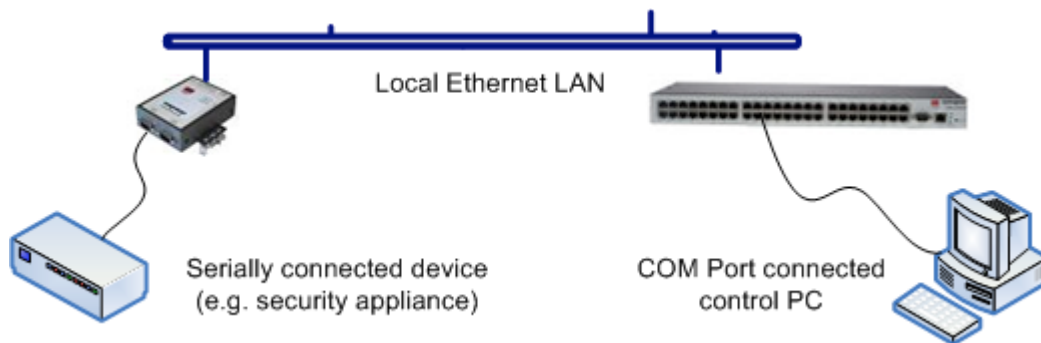 Local Ethernet LAN
Serially connected device
(e.g. security appliance)
COM Port connected
control PC